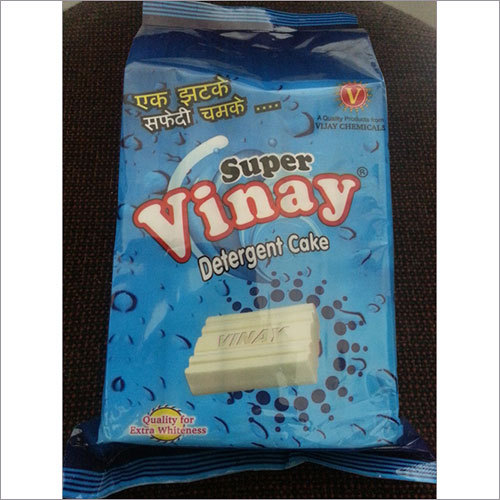 एक झटके
सफेदी चमके ....
V
A Quality Products from
VIJAY CHEMICALS
Super
Vinay®
Detergent Cake
VINAY
Quality for
Extra Whiteness